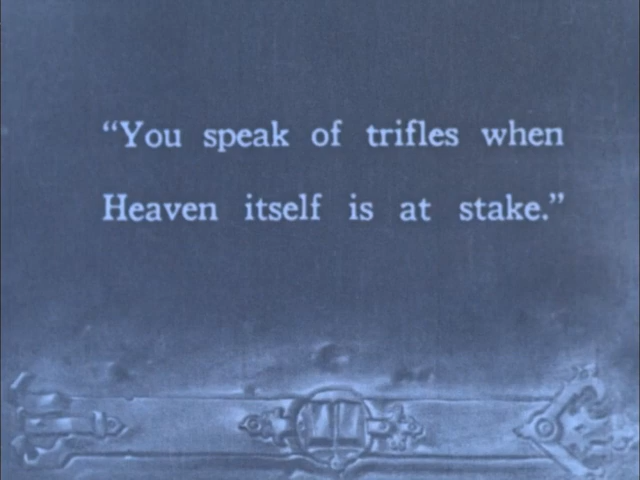 “You speak of trifles when
Heaven itself is at stake.”